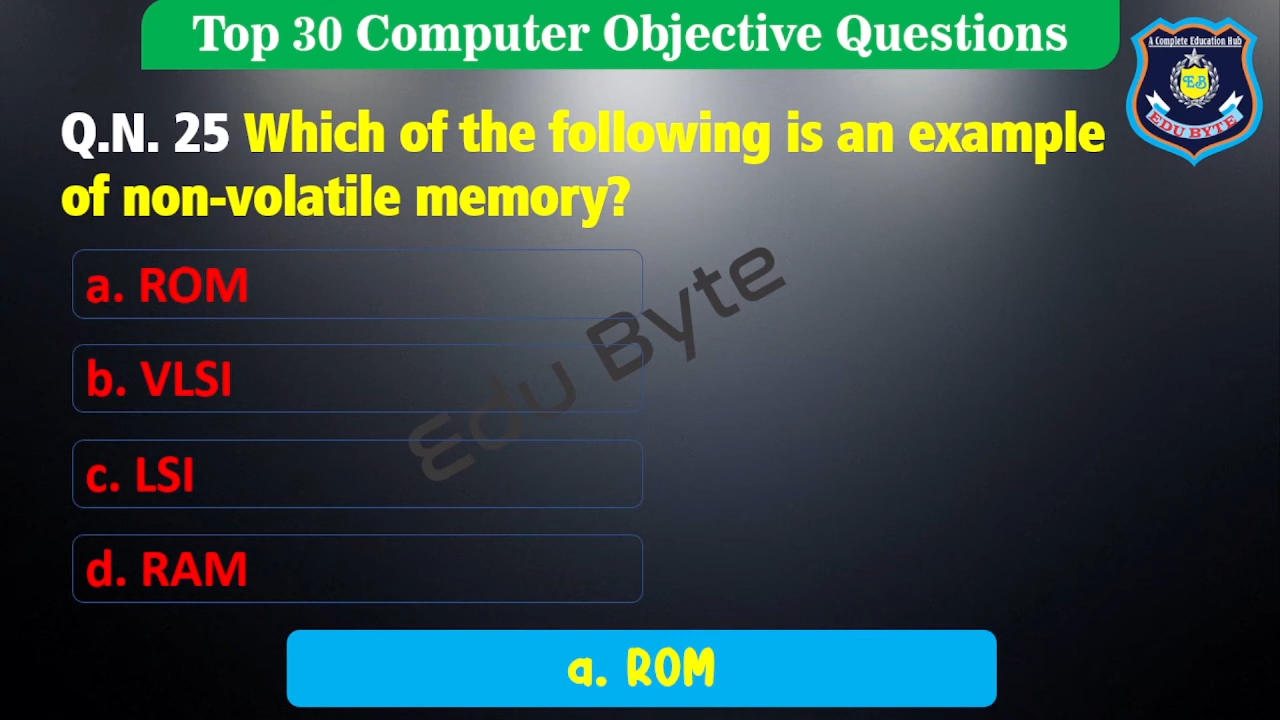 Top 30 Computer Objective Questions
A Complete Education Hub
EB
EDU BYTE
Q.N. 25 Which of the following is an example
of non-volatile memory?
a. ROM
b. VLSI
c. LSI
d. RAM
Edu Byte
a. ROM